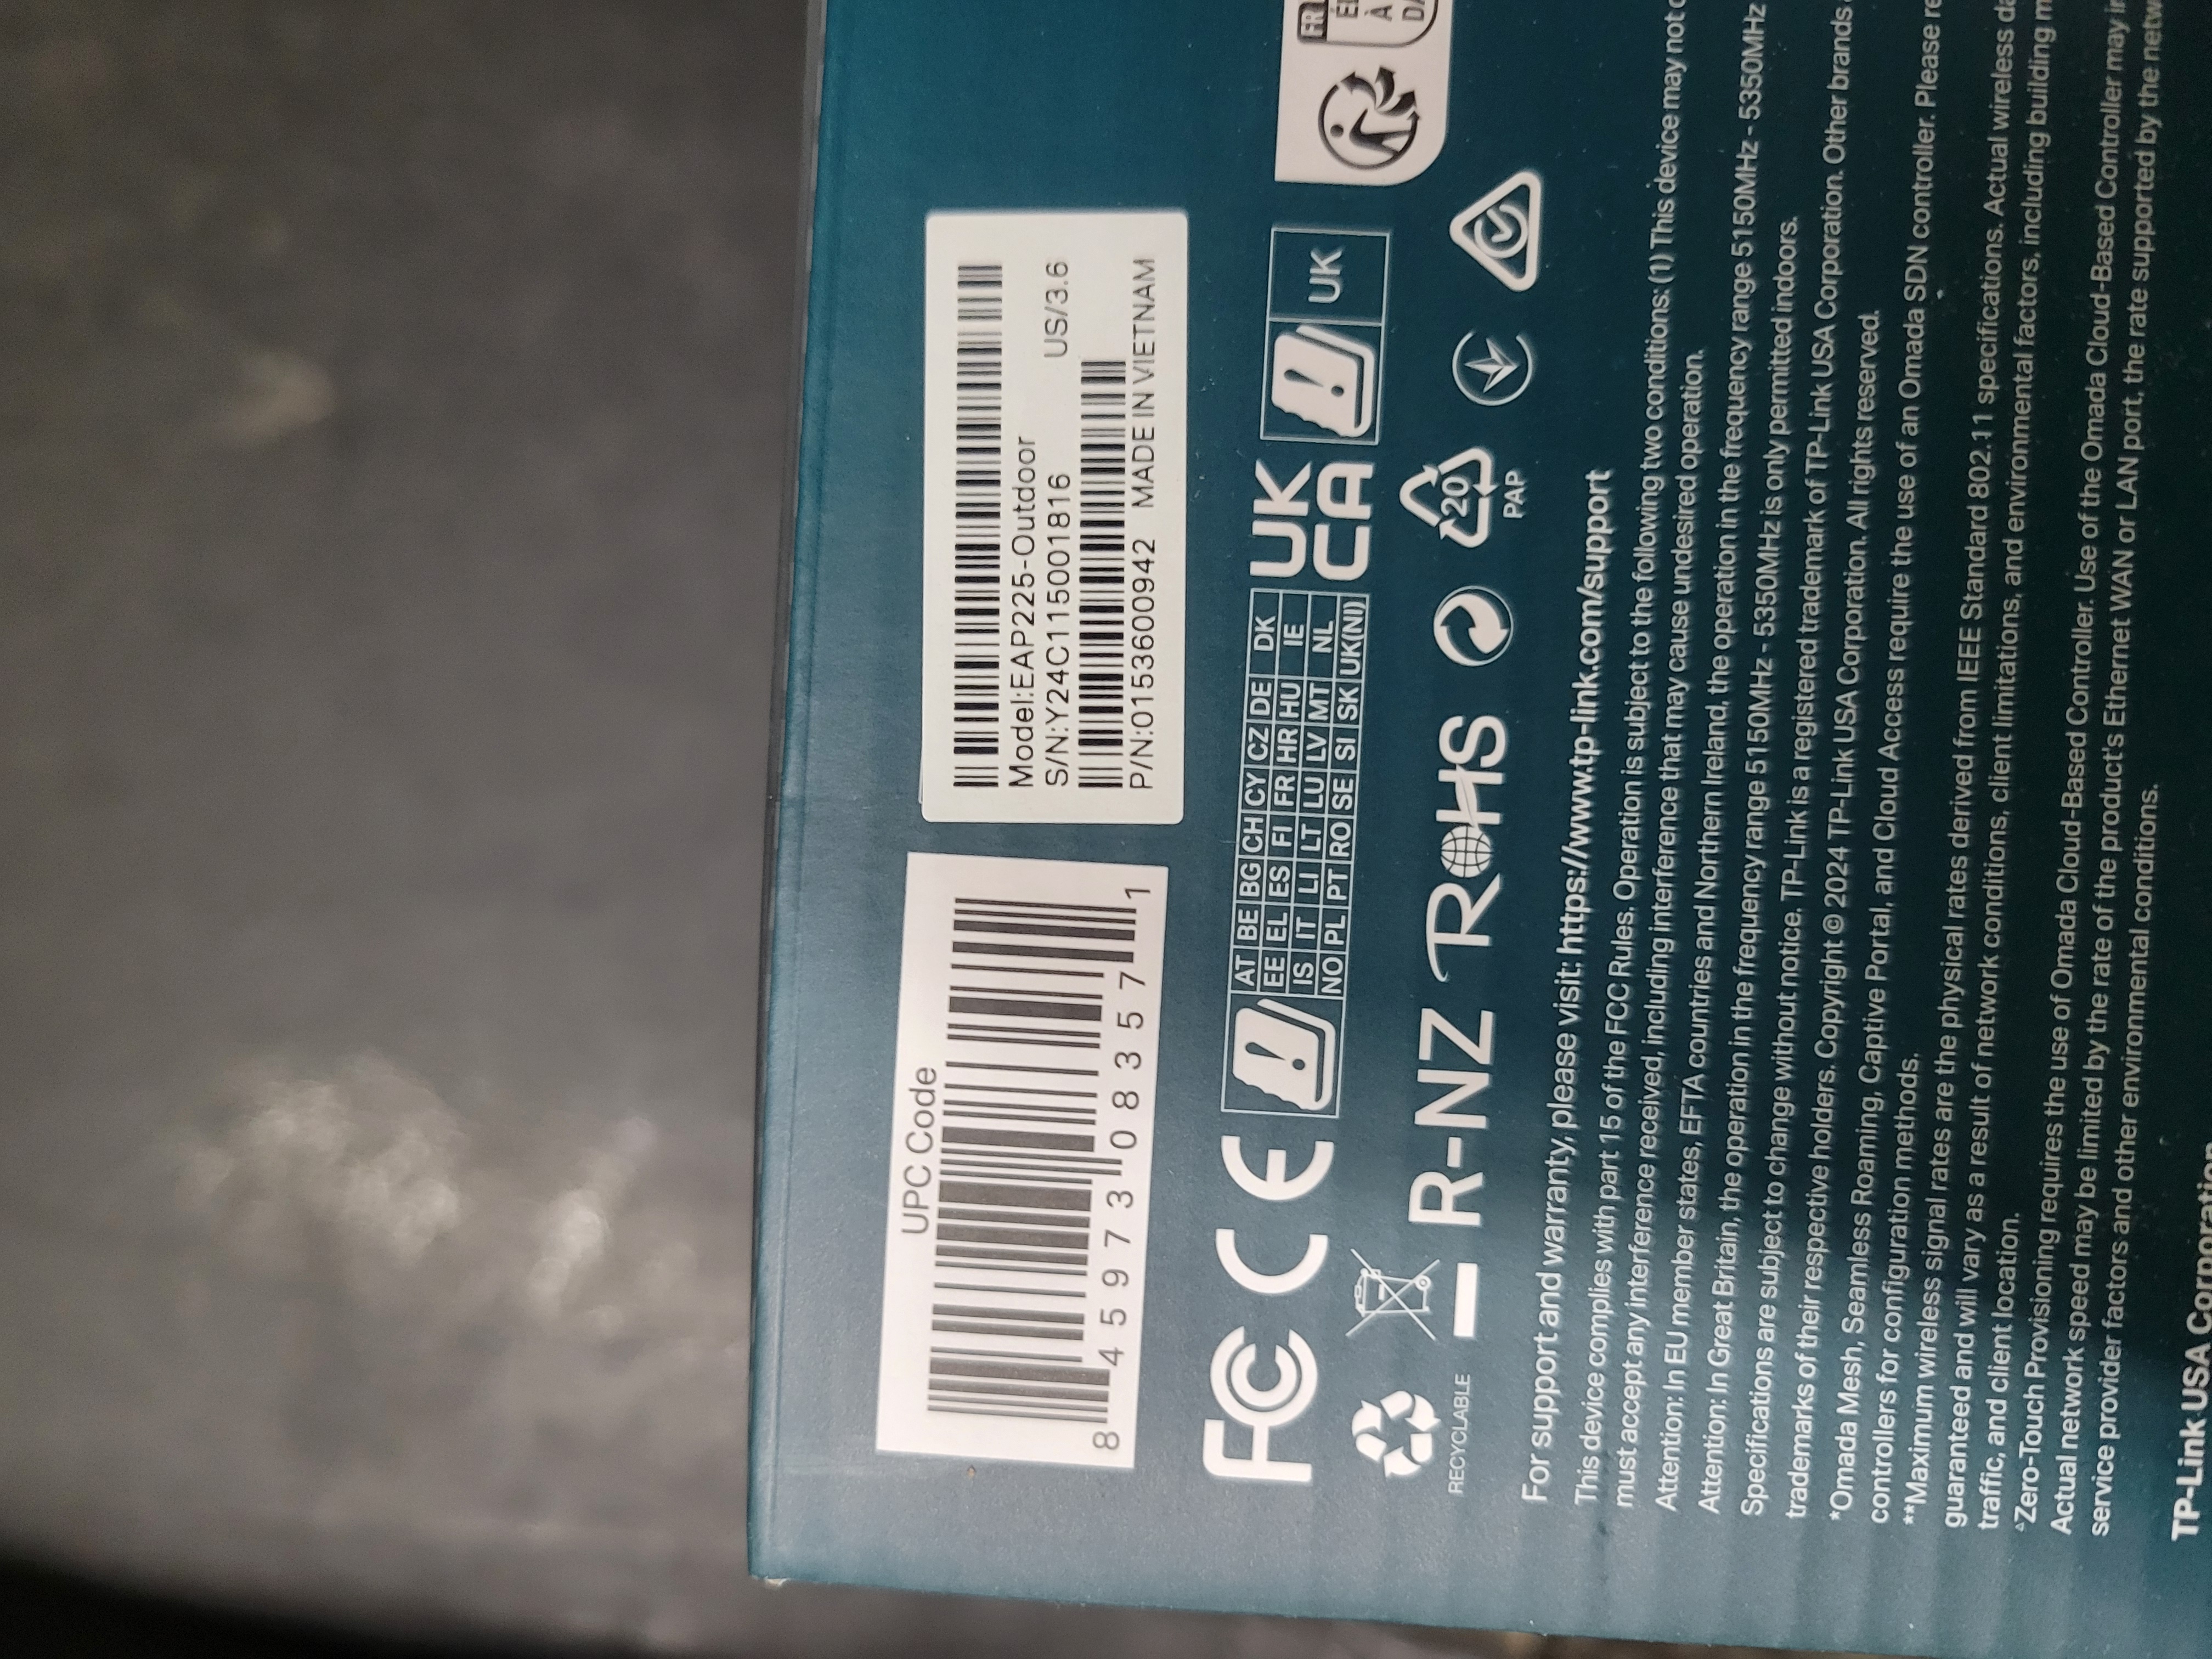 UPC Code
8 45973 08357 1
Model:EAP225-Outdoor
S/N:Y24C115001816 US/3.6
P/N:0153600942 MADE IN VIETNAM
FC CE
AT BE BG CH CY CZ DE DK
EE EL ES FI FR HR HU IE
IS IT LI LT LU LV MT NL
NO PL PT RO SE SI SK UK(NI)
UK
CA
UK
FR
RECYCLABLE
R-NZ
RoHS
20
PAP
For support and warranty, please visit: https://www.tp-link.com/support
This device complies with part 15 of the FCC Rules. Operation is subject to the following two conditions: (1) This device may not
must accept any interference received, including interference that may cause undesired operation.
Attention: In EU member states, EFTA countries and Northern Ireland, the operation in the frequency range 5150MHz - 5350MHz
Attention: In Great Britain, the operation in the frequency range 5150MHz - 5350MHz is only permitted indoors.
Specifications are subject to change without notice. TP-Link is a registered trademark of TP-Link USA Corporation. Other brands
trademarks of their respective holders. Copyright © 2024 TP-Link USA Corporation. All rights reserved.
*Omada Mesh, Seamless Roaming, Captive Portal, and Cloud Access require the use of an Omada SDN controller. Please
controllers for configuration methods.
**Maximum wireless signal rates are the physical rates derived from IEEE Standard 802.11 specifications. Actual wireless
guaranteed and will vary as a result of network conditions, client limitations, and environmental factors, including building
traffic, and client location.
△Zero-Touch Provisioning requires the use of Omada Cloud-Based Controller. Use of the Omada Cloud-Based Controller may
Actual network speed may be limited by the rate of the product's Ethernet WAN or LAN port, the rate supported by the
service provider factors and other environmental conditions.
TP-Link USA Corporation